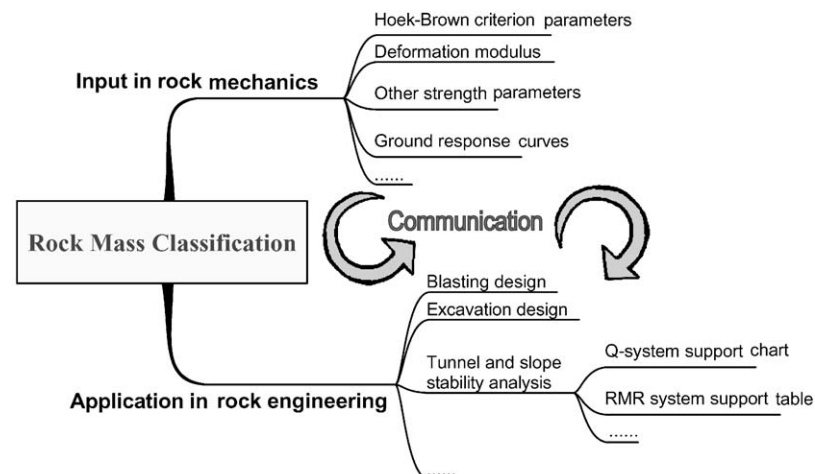 Hoek-Brown criterion parameters
Deformation modulus
Input in rock mechanics
Other strength parameters
Ground response curves
......
Communication
Rock Mass Classification
Blasting design
Excavation design
Tunnel and slope
stability analysis
Q-system support chart
RMR system support table
......
Application in rock engineering
......